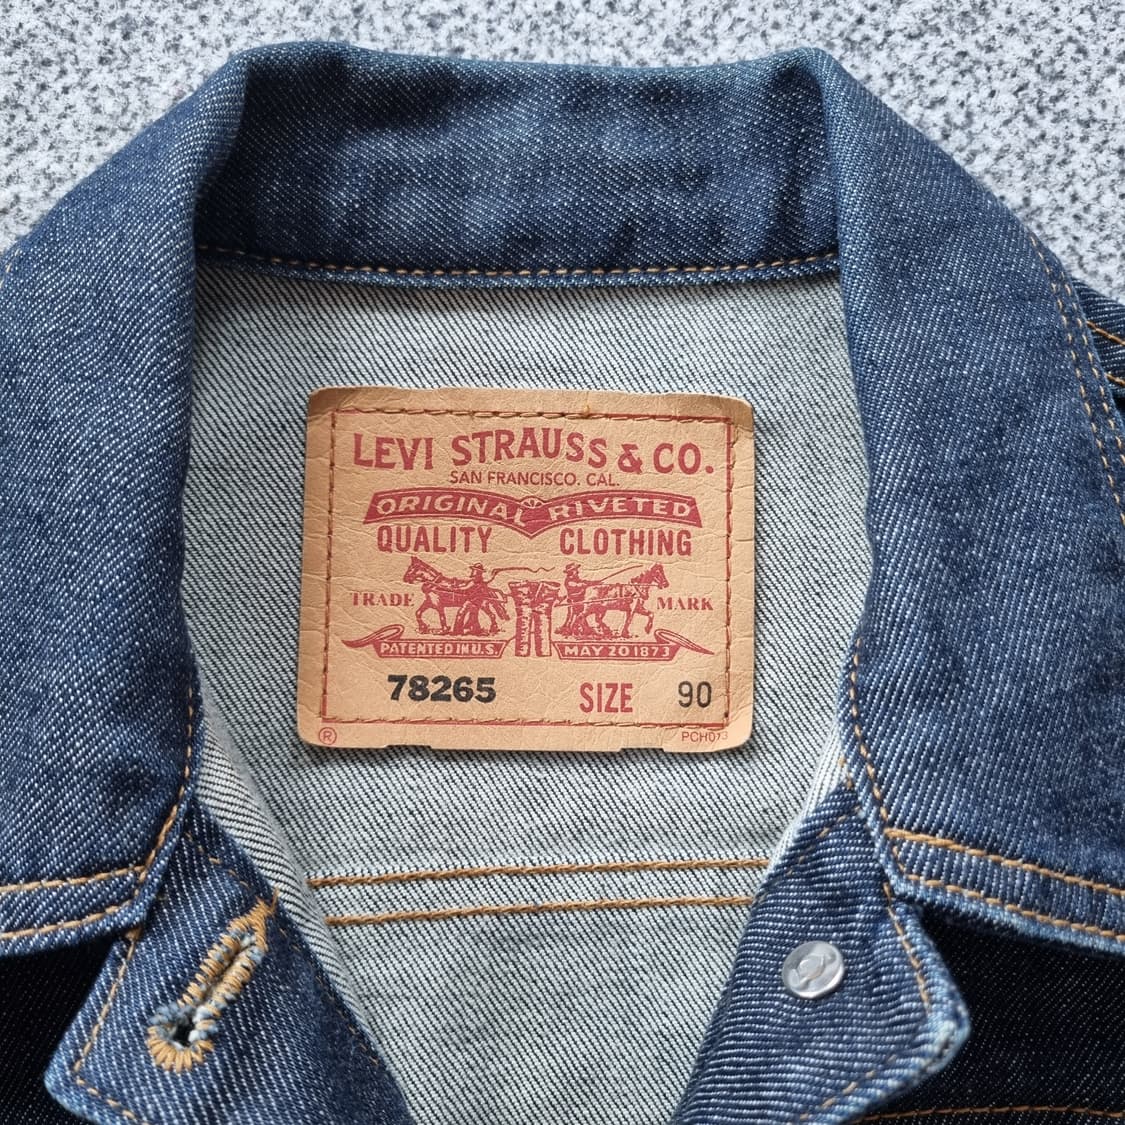 LEVI STRAUSS & CO.
SAN FRANCISCO. CAL.
ORIGINAL RIVETED
QUALITY CLOTHING
TRADE MARK
PATENTED IN U.S. MAY 20 1873
78265 SIZE 90
® PCH073